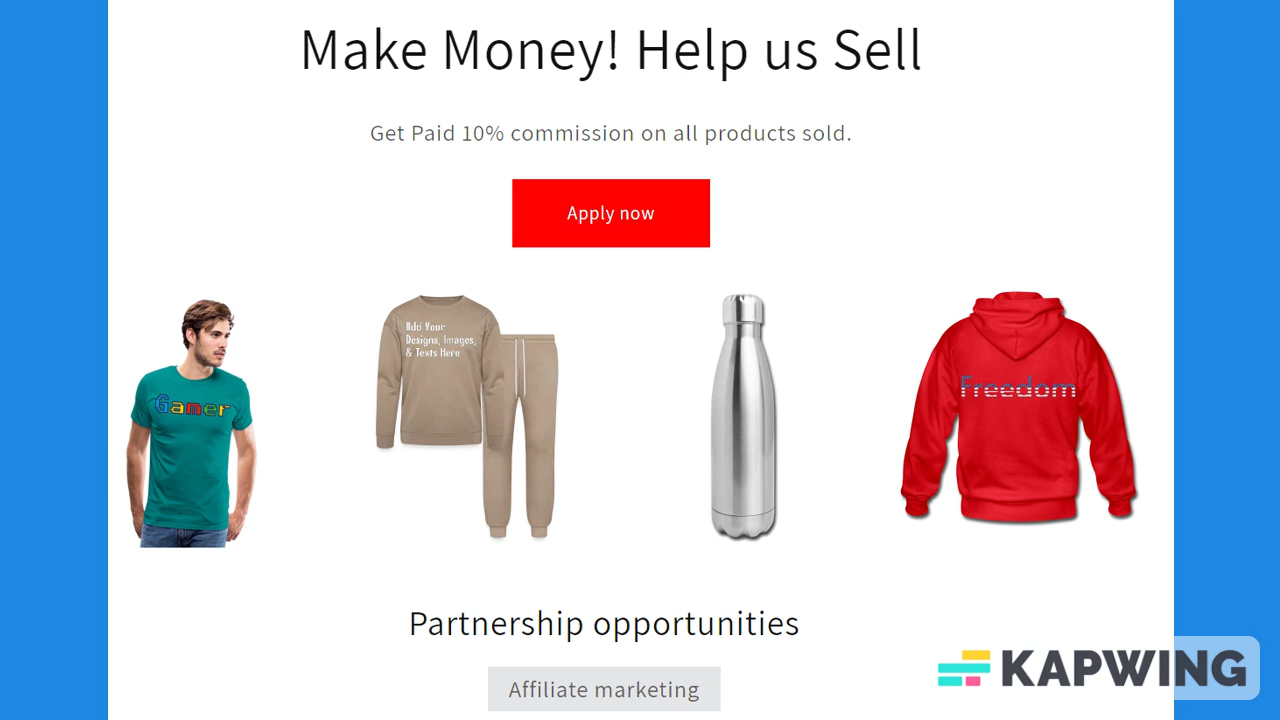 Make Money! Help us Sell
Get Paid 10% commission on all products sold.
Apply now
Gamer
Add Your
Designs, Images,
& Texts Here
Freedom
Partnership opportunities
Affiliate marketing
KAPWING